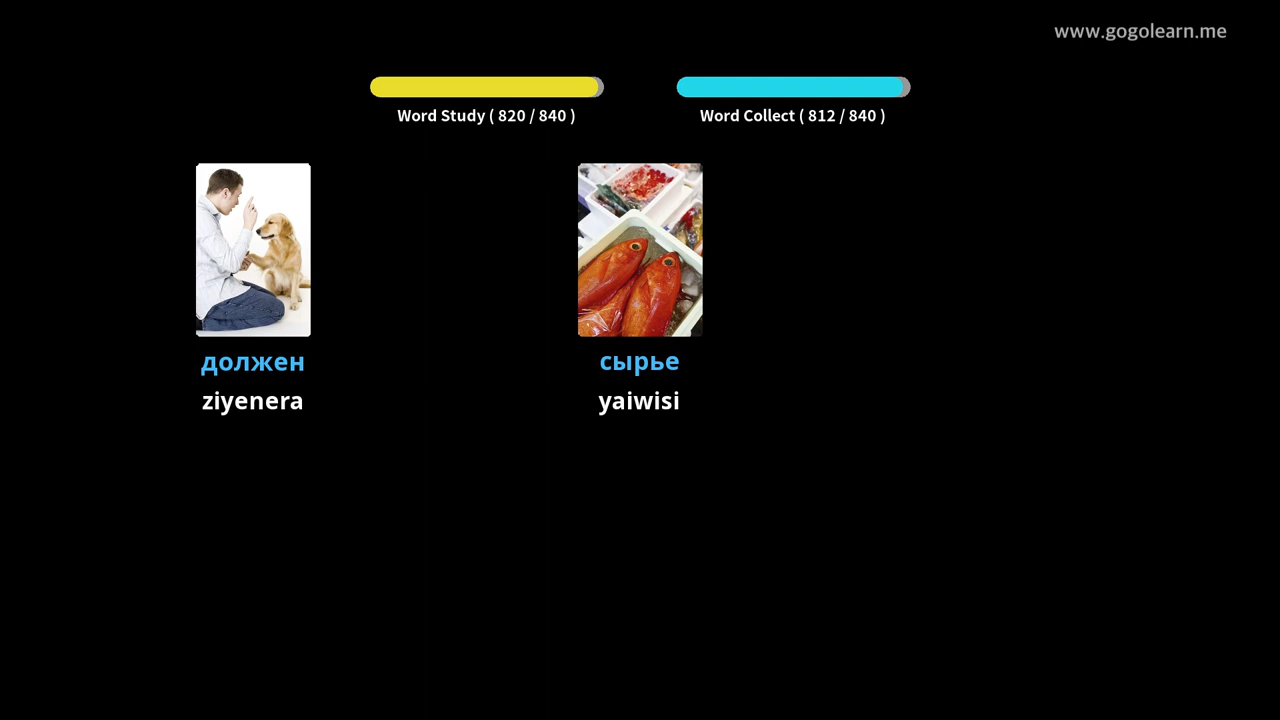 www.gogolearn.me
Word Study ( 820 / 840 )
Word Collect ( 812 / 840 )
должен
сырье
ziyenera
yaiwisi